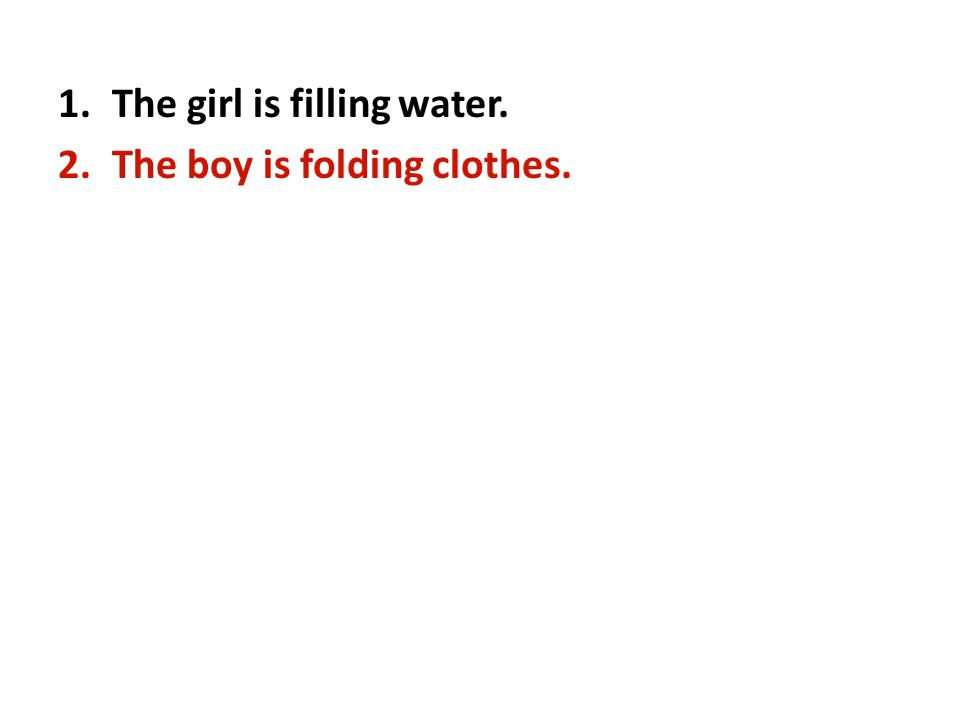 1. The girl is filling water.
2. The boy is folding clothes.